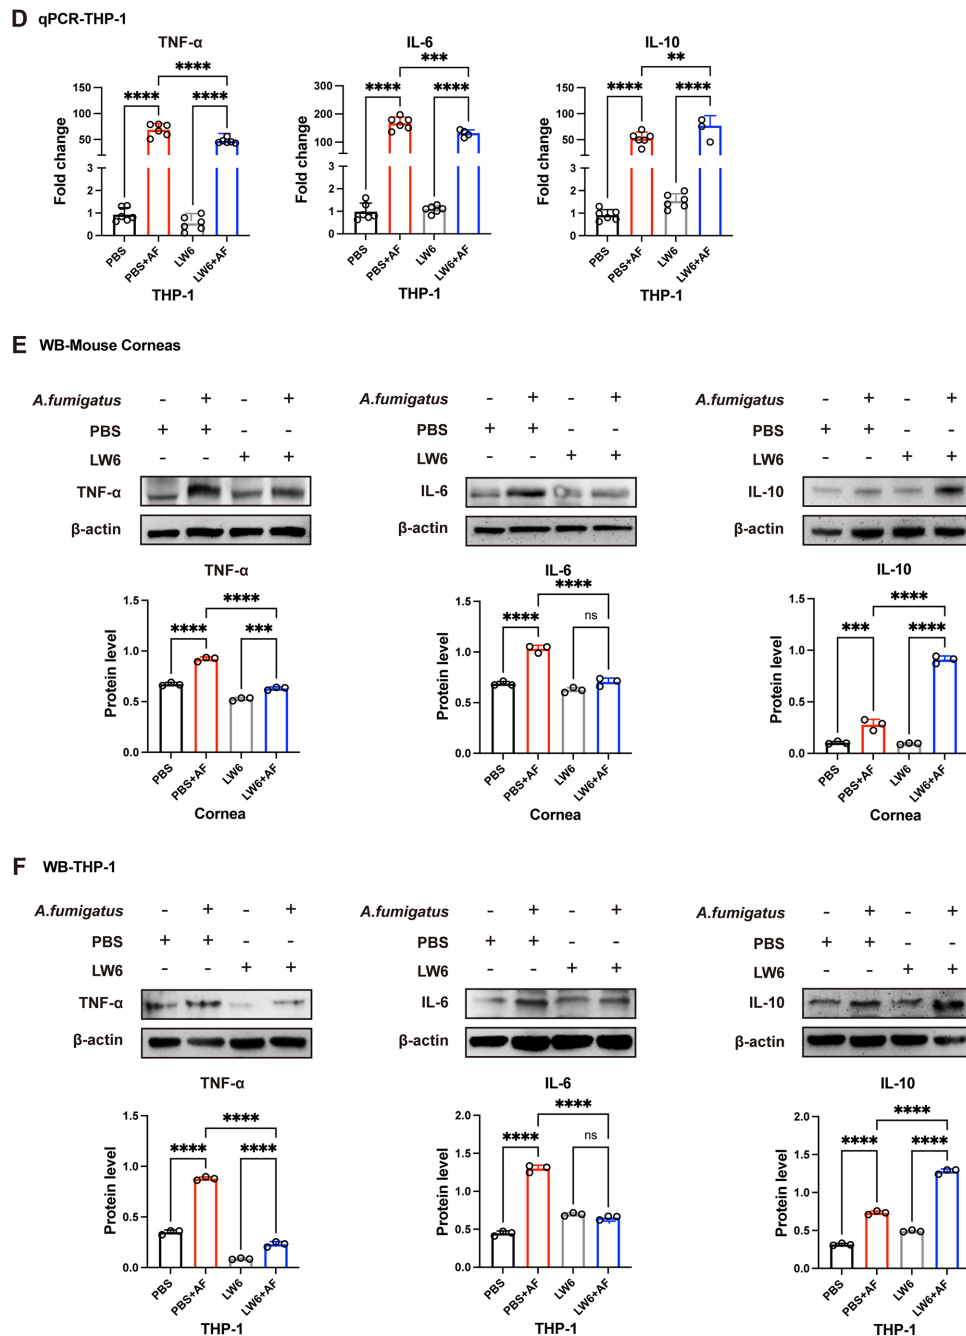 D qPCR-THP-1
TNF-α IL-6 IL-10
**** *** **
**** **** **** **** **** ****
Fold change Fold change Fold change
150 300 150
100 200 100
50 100 50
3 3 3
2 2 2
1 1 1
0 0 0
PBS PBS+AF LW6 LW6+AF PBS PBS+AF LW6 LW6+AF PBS PBS+AF LW6 LW6+AF
THP-1 THP-1 THP-1
E WB-Mouse Corneas
A.fumigatus - + - + A.fumigatus - + - + A.fumigatus - + - +
PBS + + - - PBS + + - - PBS + + - -
LW6 - - + + LW6 - - + + LW6 - - + +
TNF-α IL-6 IL-10
β-actin β-actin β-actin
TNF-α IL-6 IL-10
**** **** ****
**** *** **** ns *** ****
Protein level Protein level Protein level
1.5 1.5 1.5
1.0 1.0 1.0
0.5 0.5 0.5
0.0 0.0 0.0
PBS PBS+AF LW6 LW6+AF PBS PBS+AF LW6 LW6+AF PBS PBS+AF LW6 LW6+AF
Cornea Cornea Cornea
F WB-THP-1
A.fumigatus - + - + A.fumigatus - + - + A.fumigatus - + - +
PBS + + - - PBS + + - - PBS + + - -
LW6 - - + + LW6 - - + + LW6 - - + +
TNF-α IL-6 IL-10
β-actin β-actin β-actin
TNF-α IL-6 IL-10
**** **** ****
**** **** **** ns **** ****
Protein level Protein level Protein level
1.5 2.0 2.0
1.0 1.5 1.5
0.5 1.0 1.0
0.0 0.5 0.5
0.0 0.0
PBS PBS+AF LW6 LW6+AF PBS PBS+AF LW6 LW6+AF PBS PBS+AF LW6 LW6+AF
THP-1 THP-1 THP-1